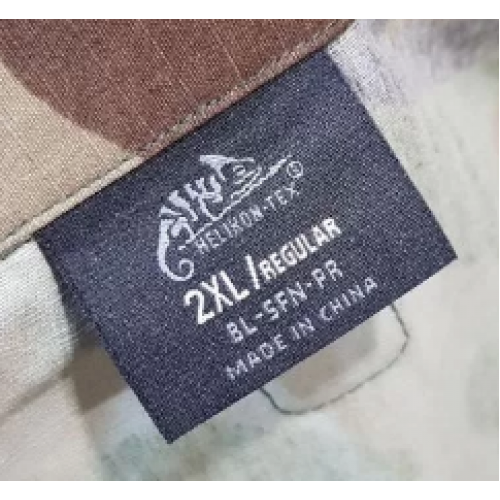 HELIKON-TEX®
2XL/REGULAR
BL-SFN-PR
MADE IN CHINA